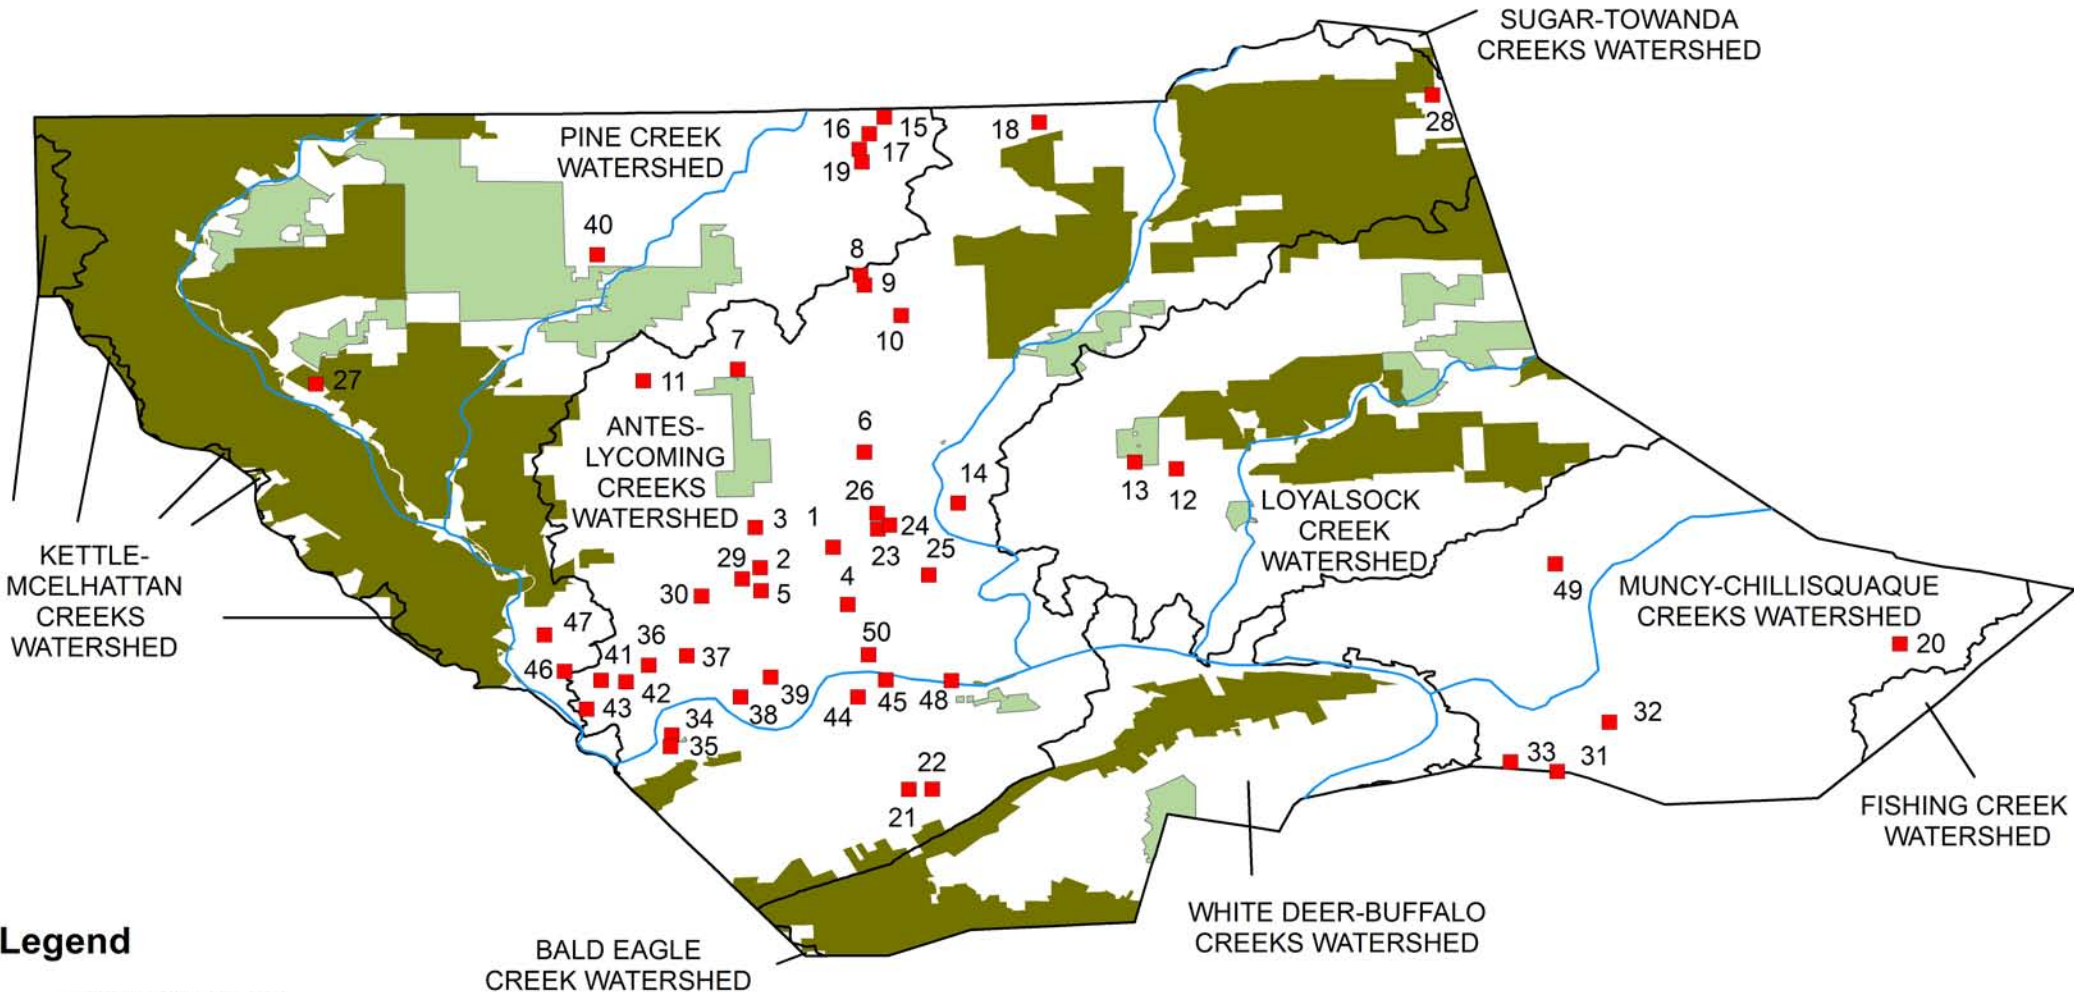 SUGAR-TOWANDA
CREEKS WATERSHED
28
16
15
18
PINE CREEK
WATERSHED
17
19
40
8
9
10
7
27
11
6
ANTES-
LYCOMING
CREEKS
WATERSHED
14
13
12
26
3
1
24
23
25
LOYALSOCK
CREEK
WATERSHED
KETTLE-
MCELHATTAN
CREEKS
WATERSHED
29
2
30
5
4
49
MUNCY-CHILLISQUAQUE
CREEKS WATERSHED
47
36
50
20
46
41
37
42
43
38
39
44
45
48
34
35
32
33
31
22
21
FISHING CREEK
WATERSHED
WHITE DEER-BUFFALO
CREEKS WATERSHED
Legend
BALD EAGLE
CREEK WATERSHED